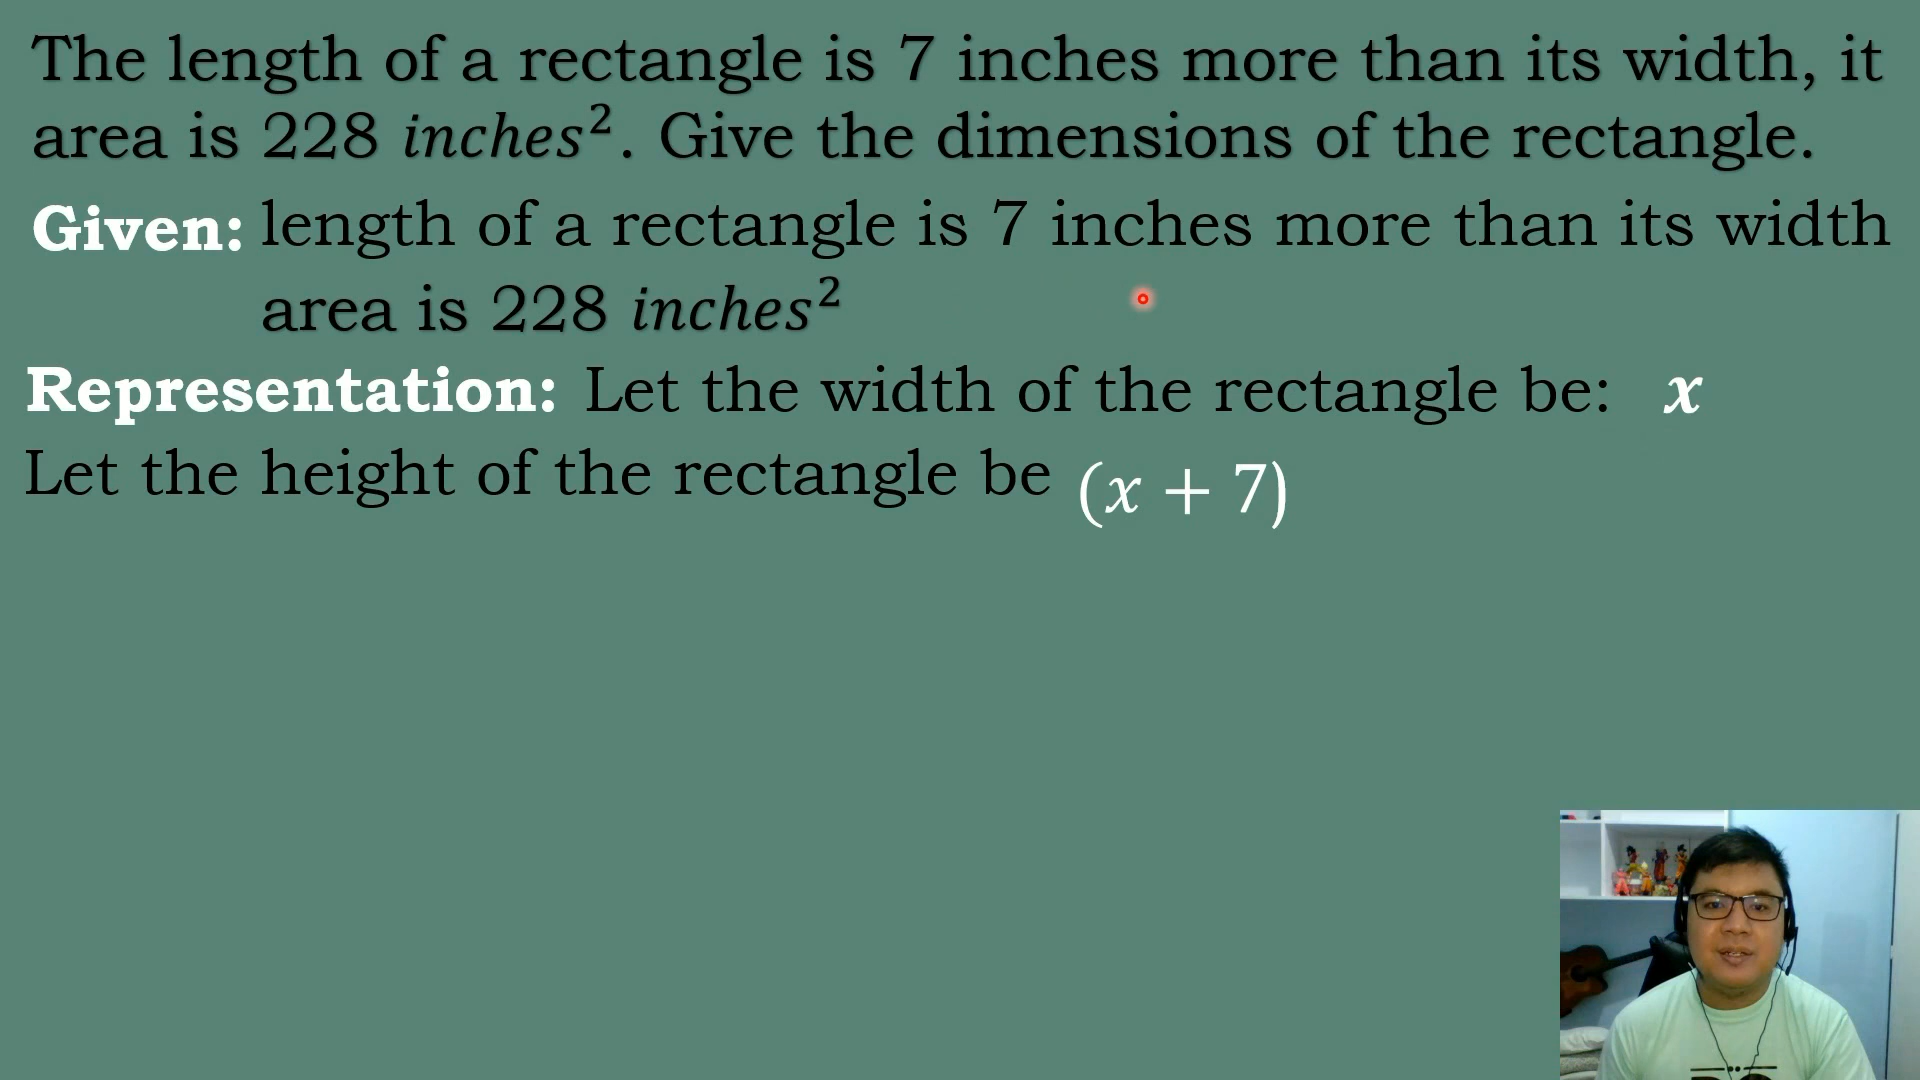 The length of a rectangle is 7 inches more than its width, it
area is 228 inches². Give the dimensions of the rectangle.
Given: length of a rectangle is 7 inches more than its width
area is 228 inches²
Representation: Let the width of the rectangle be: x
Let the height of the rectangle be (x + 7)